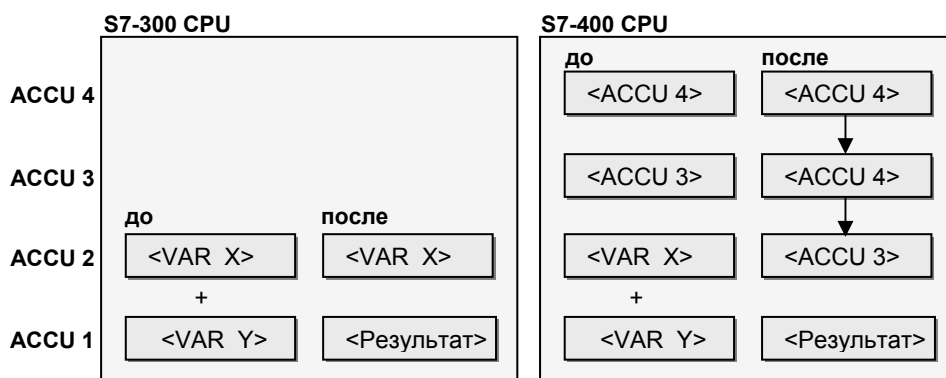 S7-300 CPU S7-400 CPU
до после
ACCU 4 <ACCU 4> <ACCU 4>
ACCU 3 <ACCU 3> <ACCU 4>
до после
ACCU 2 <VAR X> <VAR X> <VAR X> <ACCU 3>
+ +
ACCU 1 <VAR Y> <Результат> <VAR Y> <Результат>